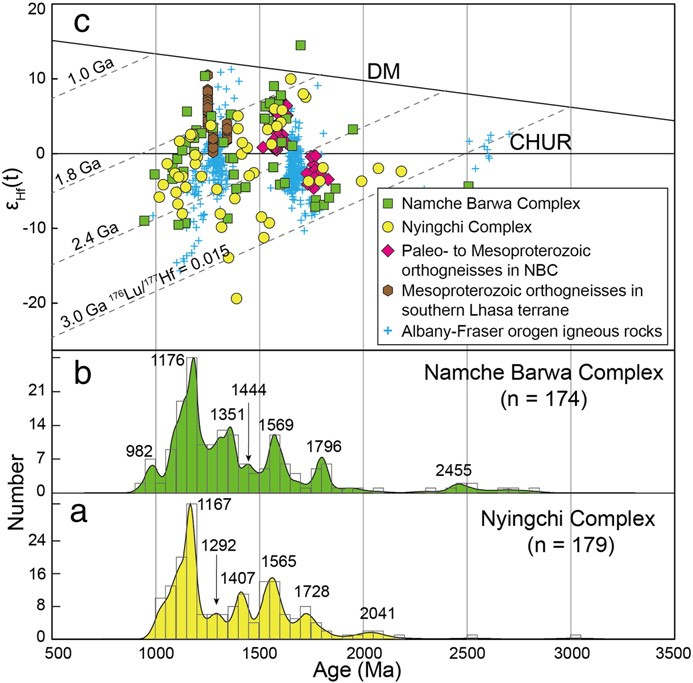 c
20
10
0
-10
-20
εHf(t)
DM
CHUR
1.0 Ga
1.8 Ga
2.4 Ga
3.0 Ga ¹⁷⁶Lu/¹⁷⁷Hf = 0.015
Namche Barwa Complex
Nyingchi Complex
Paleo- to Mesoproterozoic
orthogneisses in NBC
Mesoproterozoic orthogneisses in
southern Lhasa terrane
Albany-Fraser orogen igneous rocks
b
Namche Barwa Complex
(n = 174)
21
14
7
0
982
1176
1351
1444
1569
1796
2455
Number
a
Nyingchi Complex
(n = 179)
24
16
8
0
1167
1292
1407
1565
1728
2041
1000
1500
2000
2500
3000
3500
Age (Ma)